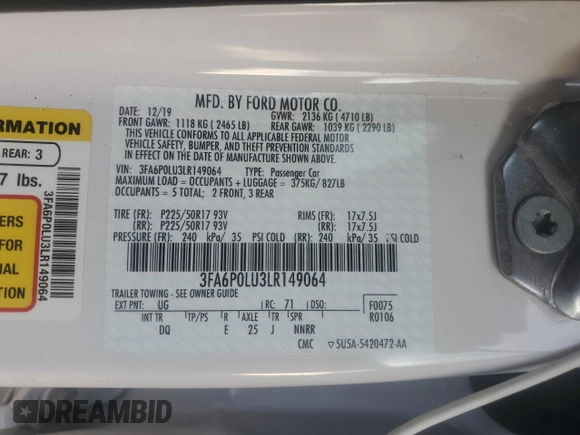 MFD. BY FORD MOTOR CO.
DATE: 12/19 GVWR: 2136 KG ( 4710 LB)
FRONT GAWR: 1118 KG ( 2465 LB) REAR GAWR: 1039 KG ( 2290 LB)
THIS VEHICLE CONFORMS TO ALL APPLICABLE FEDERAL MOTOR
VEHICLE SAFETY, BUMPER, AND THEFT PREVENTION STANDARDS
IN EFFECT ON THE DATE OF MANUFACTURE SHOWN ABOVE.
VIN: 3FA6P0LU3LR149064 TYPE: Passenger Car
MAXIMUM LOAD = OCCUPANTS + LUGGAGE = 375KG/ 827LB
OCCUPANTS = 5 TOTAL; 2 FRONT, 3 REAR
TIRE (FR): P225/50R17 93V RIMS (FR): 17x7.5J
(RR): P225/50R17 93V (RR): 17x7.5J
PRESSURE (FR): 240 kPa/ 35 PSI COLD (RR) 240 kPa/ 35 PSI COLD
3FA6P0LU3LR149064
TRAILER TOWING - SEE OWNER GUIDE
EXT PNT: UG RC: 71 DSO: F0075
R0106
INT TR TP/PS R AXLE TR SPR
DQ E 25 J NNRR
CMC 5U5A-5420472-AA
ORMATION
REAR: 3
7 lbs.
ERS
FOR
IAL
ON
3FA6P0LU3LR149064
DREAMBID